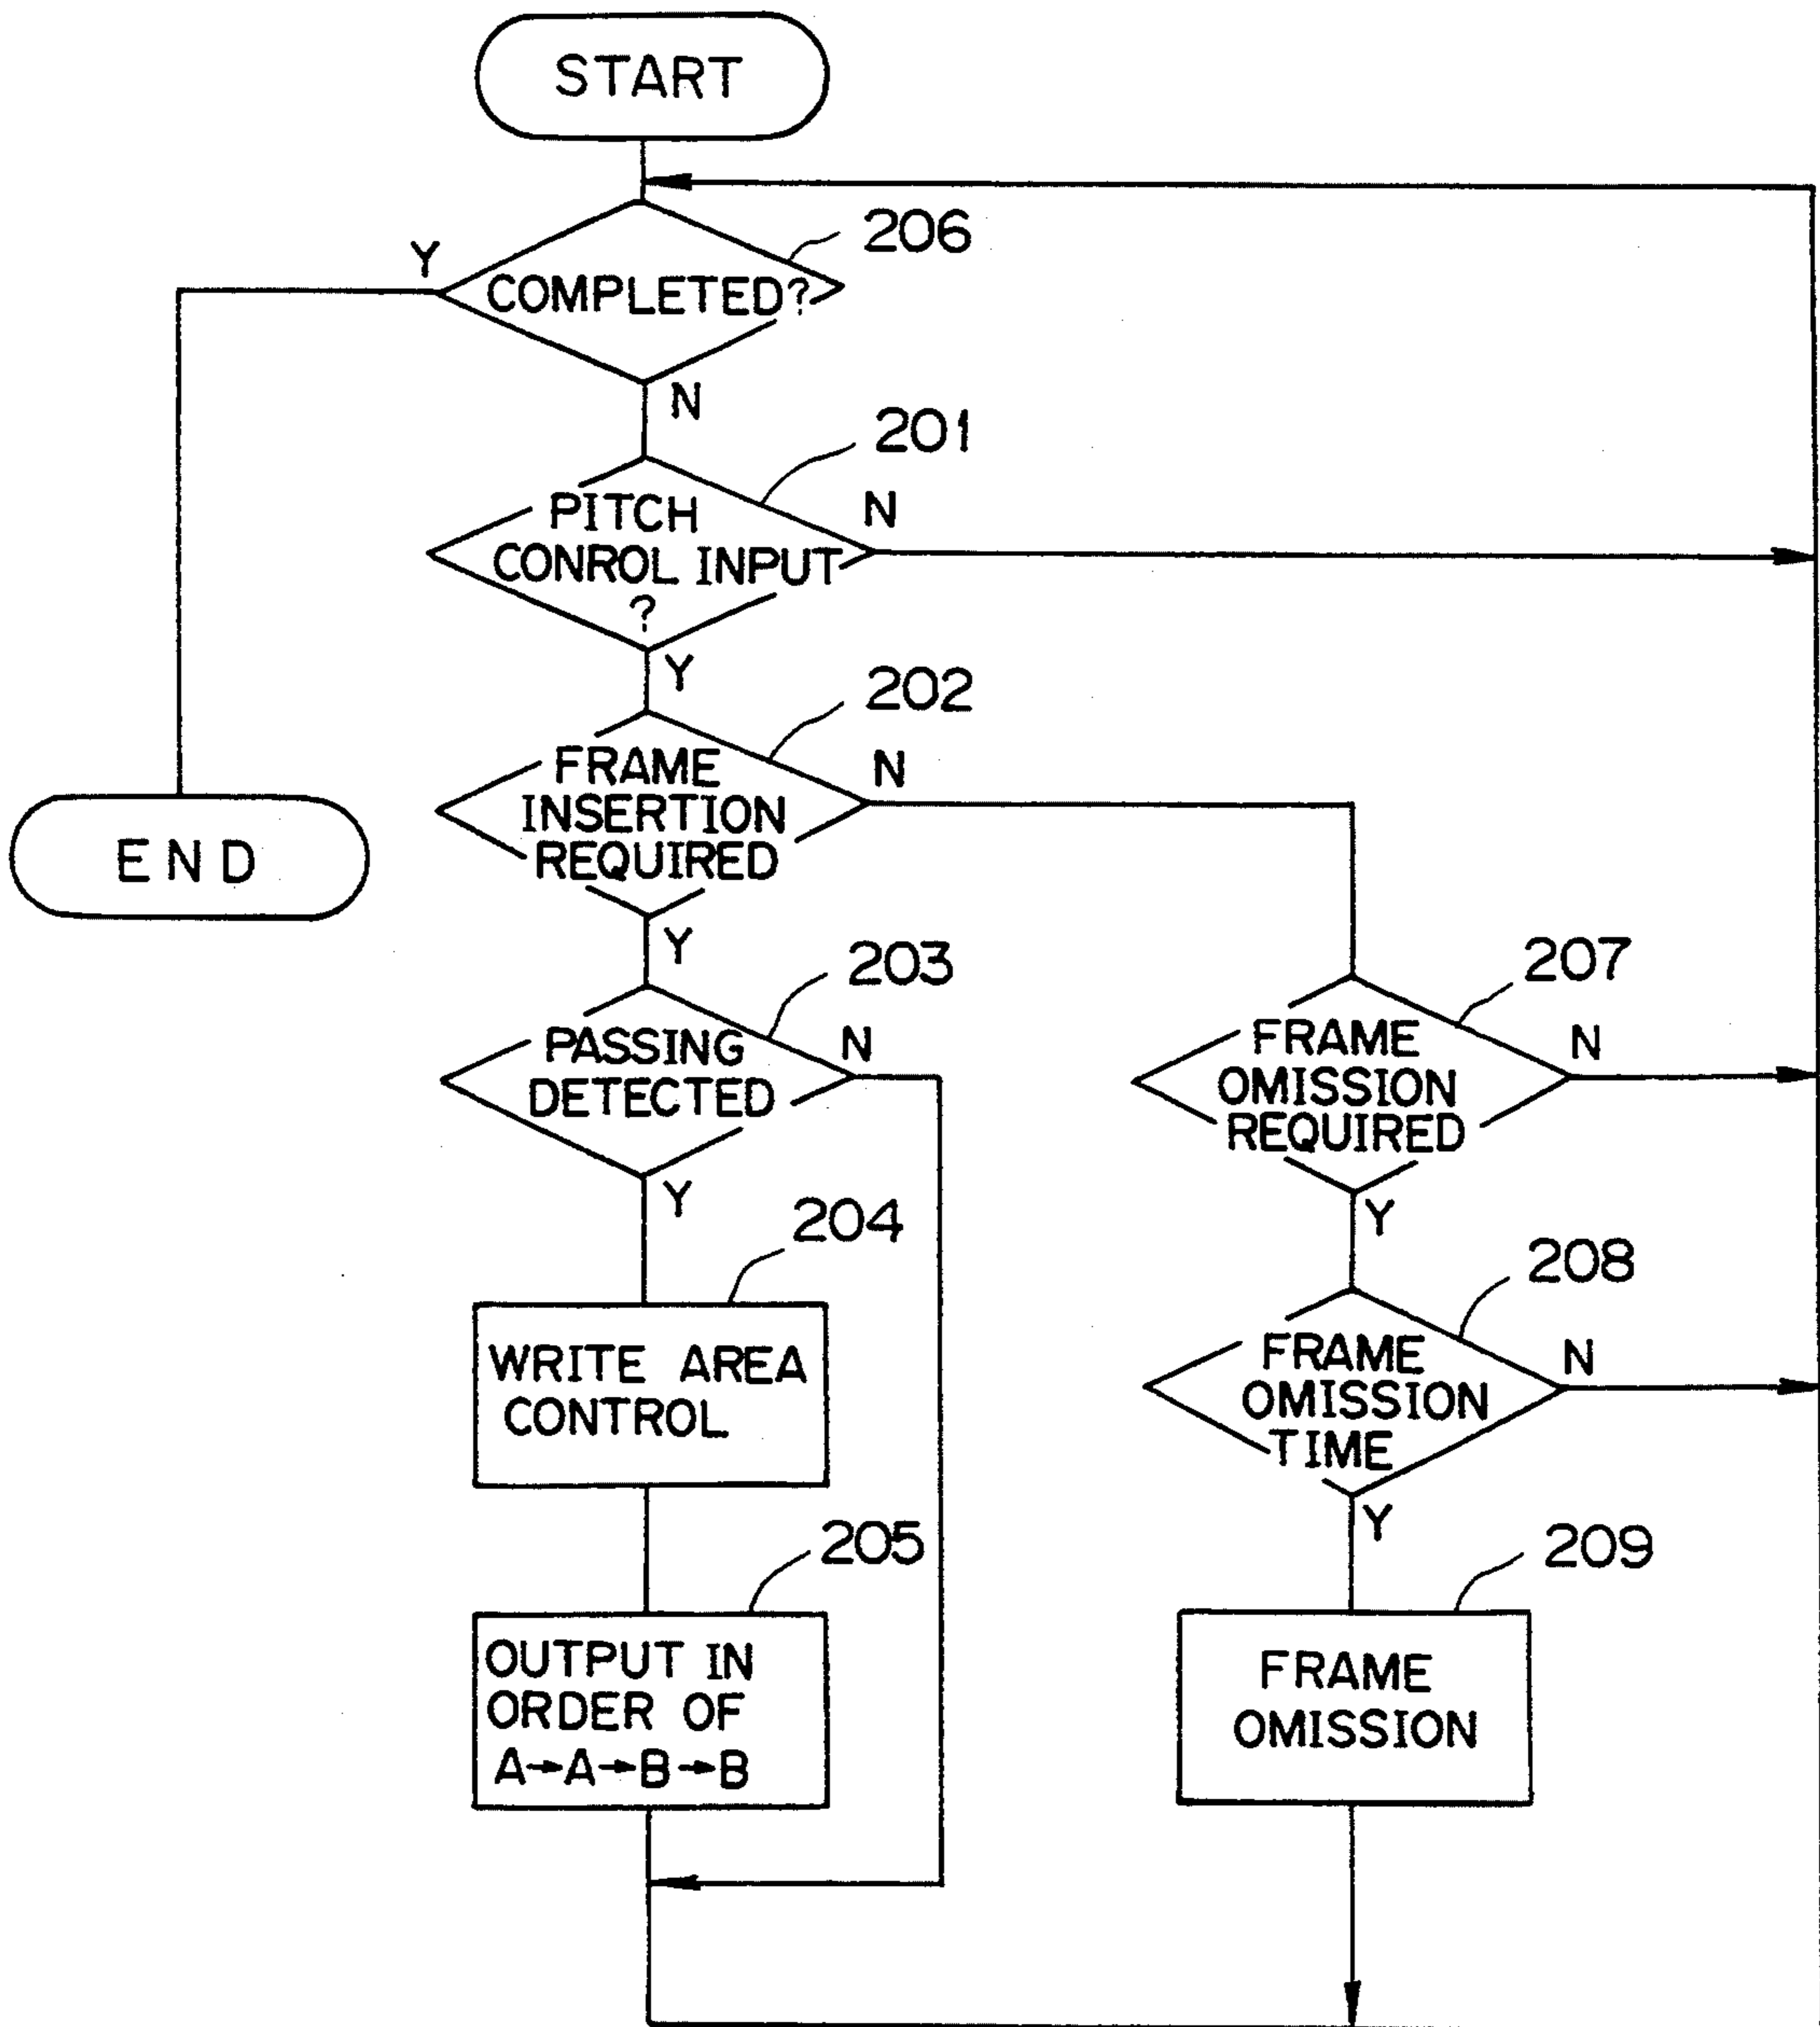 START
206
Y
COMPLETED?
N
201
PITCH
CONROL INPUT
?
N
Y
202
FRAME
INSERTION
REQUIRED
N
Y
END
203
PASSING
DETECTED
N
Y
207
FRAME
OMISSION
REQUIRED
N
Y
204
WRITE AREA
CONTROL
208
FRAME
OMISSION
TIME
N
Y
205
OUTPUT IN
ORDER OF
A→A→B→B
209
FRAME
OMISSION